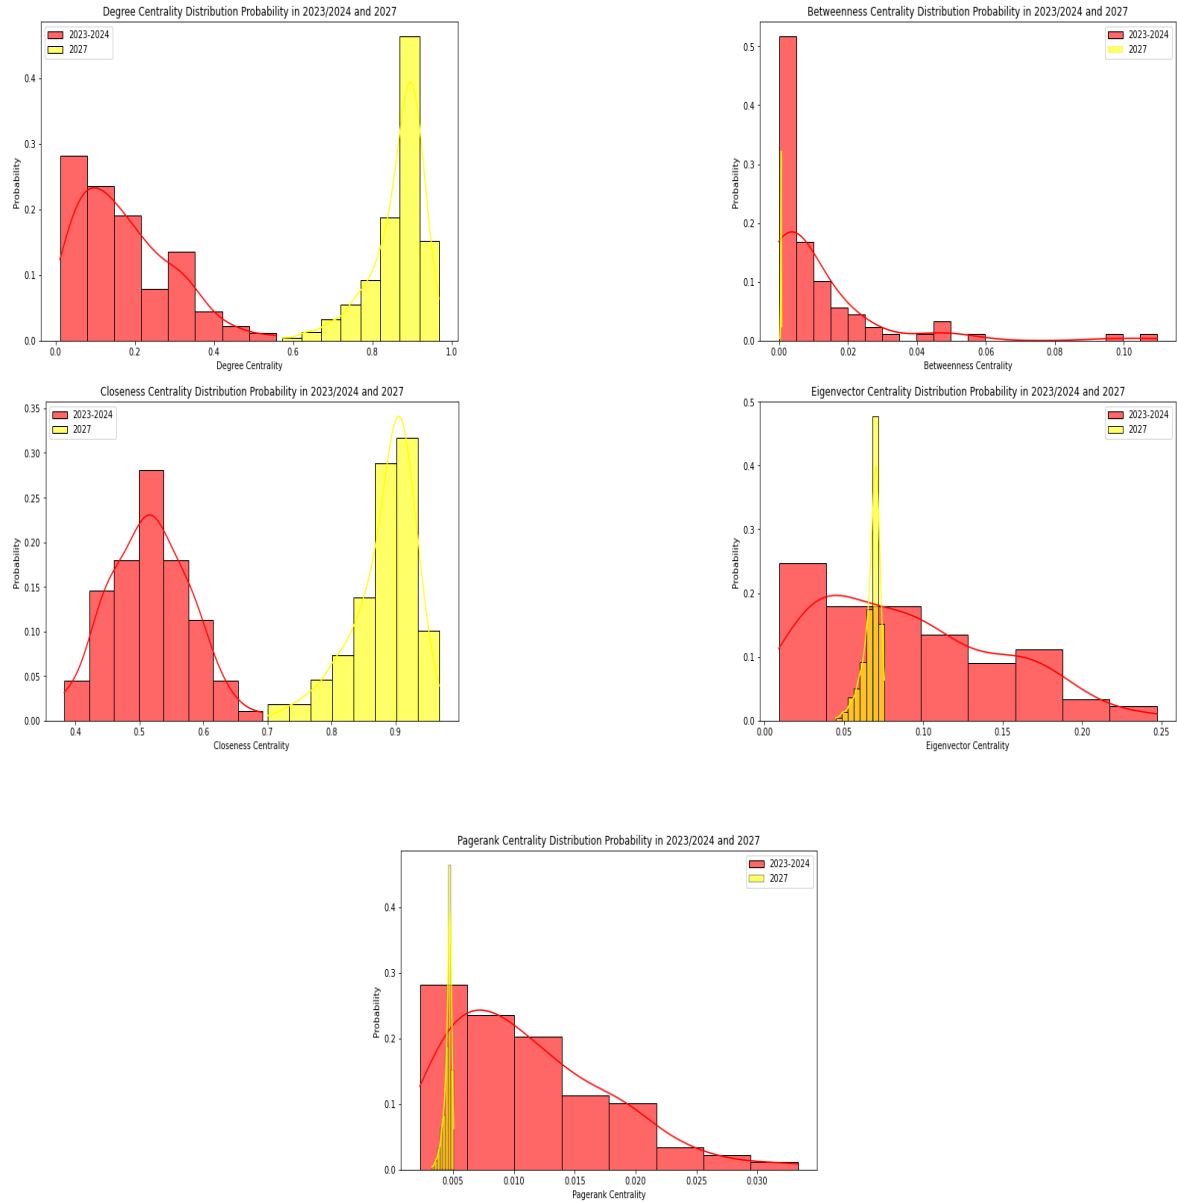 Degree Centrality Distribution Probability in 2023/2024 and 2027
2023-2024
2027
0.4
0.3
0.2
0.1
0.0
Probability
0.0 0.2 0.4 0.6 0.8 1.0
Degree Centrality
Betweenness Centrality Distribution Probability in 2023/2024 and 2027
2023-2024
2027
0.5
0.4
0.3
0.2
0.1
0.0
Probability
0.00 0.02 0.04 0.06 0.08 0.10
Betweenness Centrality
Closeness Centrality Distribution Probability in 2023/2024 and 2027
2023-2024
2027
0.35
0.30
0.25
0.20
0.15
0.10
0.05
0.00
Probability
0.4 0.5 0.6 0.7 0.8 0.9
Closeness Centrality
Eigenvector Centrality Distribution Probability in 2023/2024 and 2027
2023-2024
2027
0.5
0.4
0.3
0.2
0.1
0.0
Probability
0.00 0.05 0.10 0.15 0.20 0.25
Eigenvector Centrality
Pagerank Centrality Distribution Probability in 2023/2024 and 2027
2023-2024
2027
0.4
0.3
0.2
0.1
0.0
Probability
0.005 0.010 0.015 0.020 0.025 0.030
Pagerank Centrality